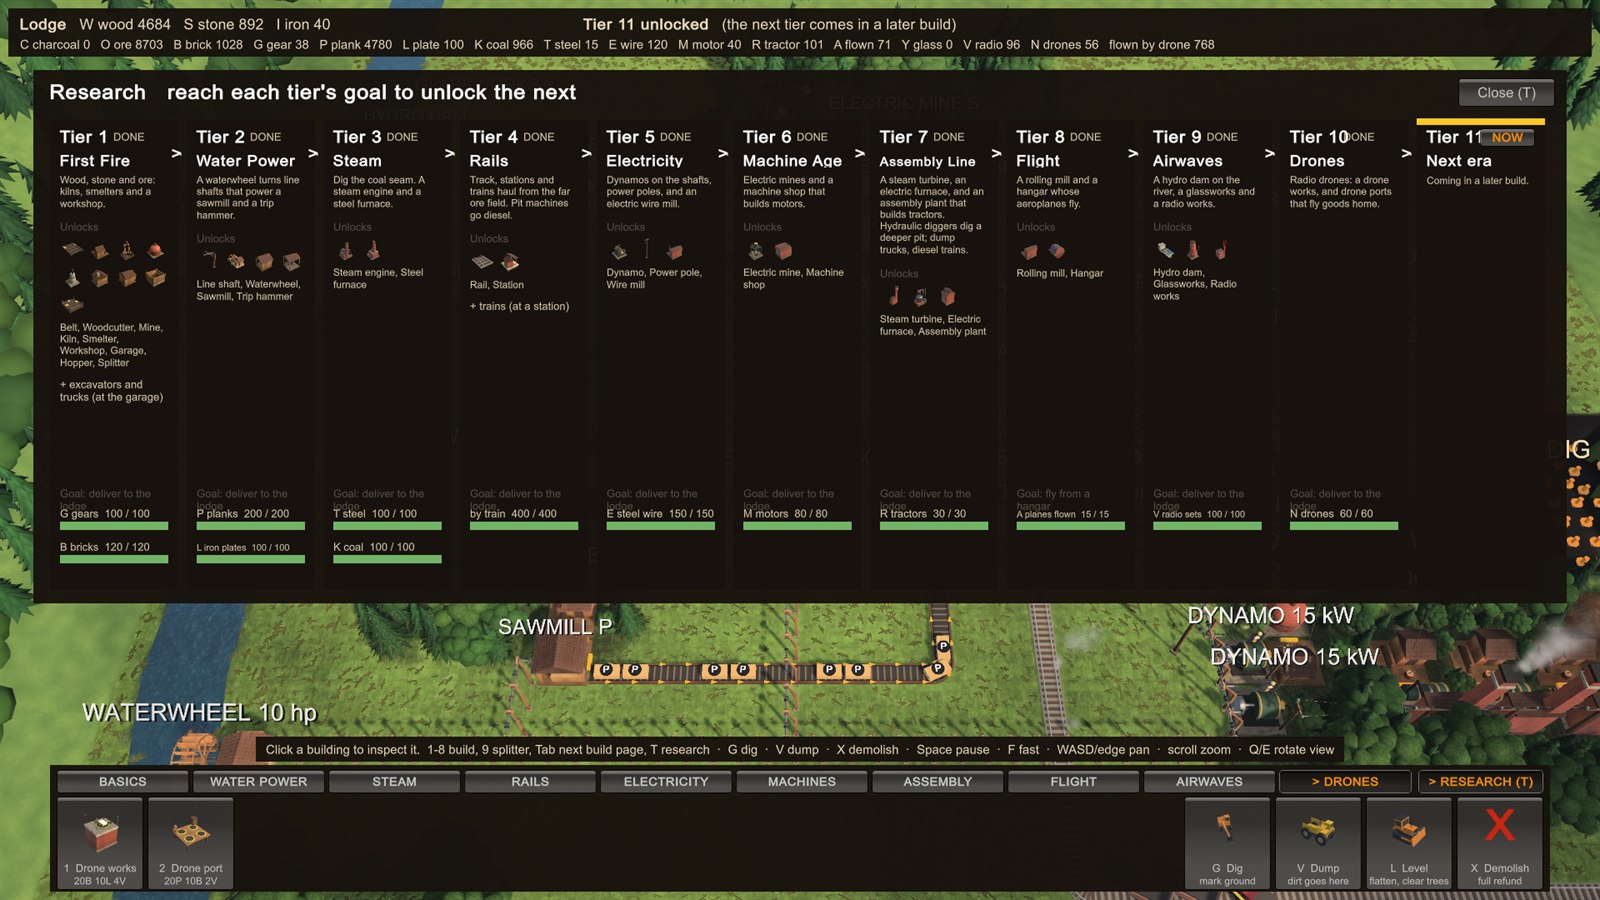 Lodge W wood 4684 S stone 892 I iron 40
Tier 11 unlocked (the next tier comes in a later build)
C charcoal 0 O ore 8703 B brick 1028 G gear 38 P plank 4780 L plate 100 K coal 966 T steel 15 E wire 120 M motor 40 R tractor 101 A flown 71 Y glass 0 V radio 96 N drones 56 flown by drone 768
Research reach each tier's goal to unlock the next
Close (T)
ELECTRIC MINE S
HYDRO DAM
Tier 1 DONE
First Fire
Wood, stone and ore:
kilns, smelters and a
workshop.
Unlocks
Belt, Woodcutter, Mine,
Kiln, Smelter,
Workshop, Garage,
Hopper, Splitter
+ excavators and
trucks (at the garage)
Goal: deliver to the
lodge
G gears 100 / 100
B bricks 120 / 120
>
Tier 2 DONE
Water Power
A waterwheel turns line
shafts that power a
sawmill and a trip
hammer.
Unlocks
Line shaft, Waterwheel,
Sawmill, Trip hammer
Goal: deliver to the
lodge
P planks 200 / 200
L iron plates 100 / 100
>
Tier 3 DONE
Steam
Dig the coal seam. A
steam engine and a
steel furnace.
Unlocks
Steam engine, Steel
furnace
Goal: deliver to the
lodge
T steel 100 / 100
K coal 100 / 100
>
Tier 4 DONE
Rails
Track, stations and
trains haul from the far
ore field. Pit machines
go diesel.
Unlocks
Rail, Station
+ trains (at a station)
Goal: deliver to the
lodge
by train 400 / 400
>
Tier 5 DONE
Electricity
Dynamos on the shafts,
power poles, and an
electric wire mill.
Unlocks
Dynamo, Power pole,
Wire mill
Goal: deliver to the
lodge
E steel wire 150 / 150
>
Tier 6 DONE
Machine Age
Electric mines and a
machine shop that
builds motors.
Unlocks
Electric mine, Machine
shop
Goal: deliver to the
lodge
M motors 80 / 80
>
Tier 7 DONE
Assembly Line
A steam turbine, an
electric furnace, and an
assembly plant that
builds tractors.
Hydraulic diggers dig a
deeper pit; dump
trucks, diesel trains.
Unlocks
Steam turbine, Electric
furnace, Assembly plant
Goal: deliver to the
lodge
R tractors 30 / 30
>
Tier 8 DONE
Flight
A rolling mill and a
hangar whose
aeroplanes fly.
Unlocks
Rolling mill, Hangar
Goal: fly from a
hangar
A planes flown 15 / 15
>
Tier 9 DONE
Airwaves
A hydro dam on the
river, a glassworks and
a radio works.
Unlocks
Hydro dam,
Glassworks, Radio
works
Goal: deliver to the
lodge
V radio sets 100 / 100
>
Tier 10 DONE
Drones
Radio drones: a drone
works, and drone ports
that fly goods home.
Goal: deliver to the
lodge
N drones 60 / 60
>
Tier 11 NOW
Next era
Coming in a later build.
DIG
SAWMILL P
P P P P P P P P
DYNAMO 15 kW
DYNAMO 15 kW
WATERWHEEL 10 hp
Click a building to inspect it. 1-8 build, 9 splitter, Tab next build page, T research · G dig · V dump · X demolish · Space pause · F fast · WASD/edge pan · scroll zoom · Q/E rotate view
BASICS WATER POWER STEAM RAILS ELECTRICITY MACHINES ASSEMBLY FLIGHT AIRWAVES > DRONES > RESEARCH (T)
1 Drone works
20B 10L 4V
2 Drone port
20P 10B 2V
G Dig
mark ground
V Dump
dirt goes here
L Level
flatten, clear trees
X Demolish
full refund